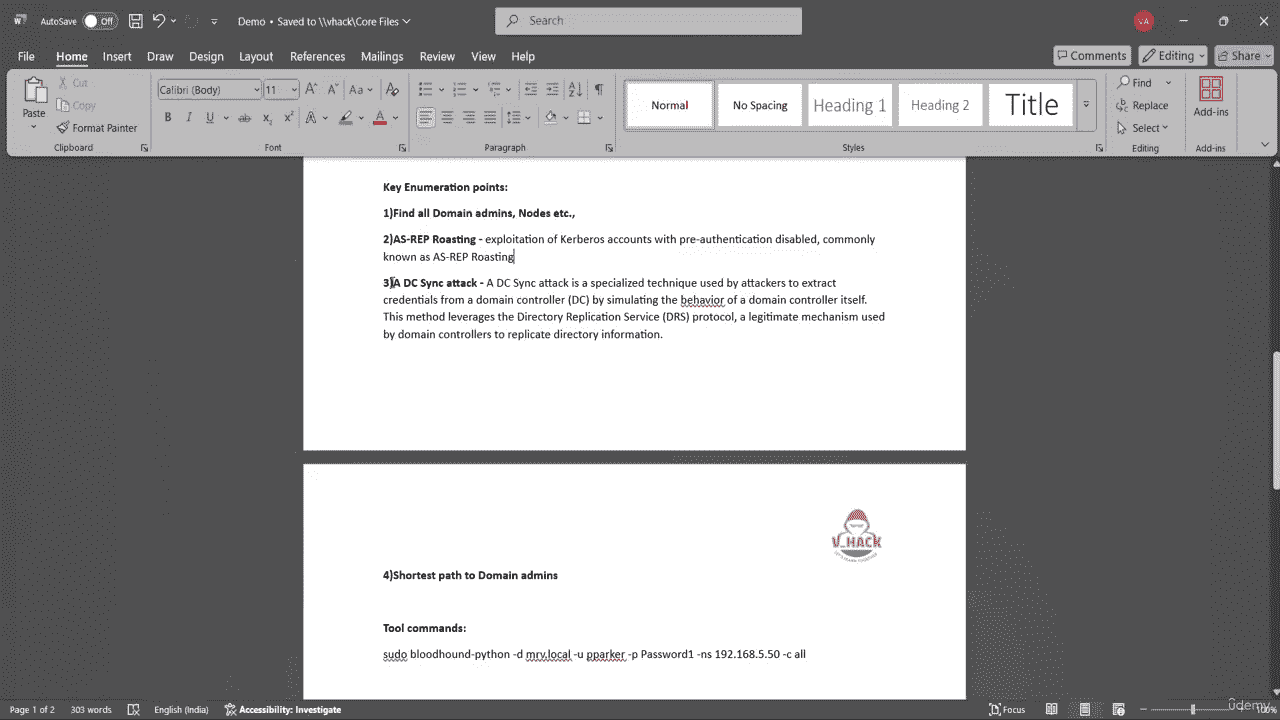 AutoSave Off Demo • Saved to \\vhack\Core Files Search VA
File Home Insert Draw Design Layout References Mailings Review View Help Comments Editing Share
Paste Cut Copy Format Painter Clipboard
Calibri (Body) 11 Font
Paragraph
Normal No Spacing Heading 1 Heading 2 Title Styles
Find Replace Select Editing
Add-ins Add-ins
Key Enumeration points:
1)Find all Domain admins, Nodes etc.,
2)AS-REP Roasting - exploitation of Kerberos accounts with pre-authentication disabled, commonly
known as AS-REP Roasting
3)A DC Sync attack - A DC Sync attack is a specialized technique used by attackers to extract
credentials from a domain controller (DC) by simulating the behavior of a domain controller itself.
This method leverages the Directory Replication Service (DRS) protocol, a legitimate mechanism used
by domain controllers to replicate directory information.
V_HACK
4)Shortest path to Domain admins
Tool commands:
sudo bloodhound-python -d mrv.local -u pparker -p Password1 -ns 192.168.5.50 -c all
Page 1 of 2 303 words English (India) Accessibility: Investigate Focus